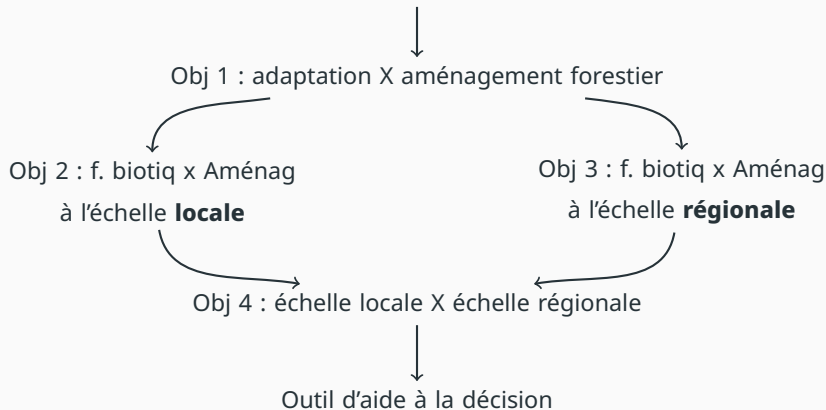 Obj 1 : adaptation X aménagement forestier
Obj 2 : f. biotiq x Aménag
à l’échelle locale
Obj 3 : f. biotiq x Aménag
à l’échelle régionale
Obj 4 : échelle locale X échelle régionale
Outil d’aide à la décision